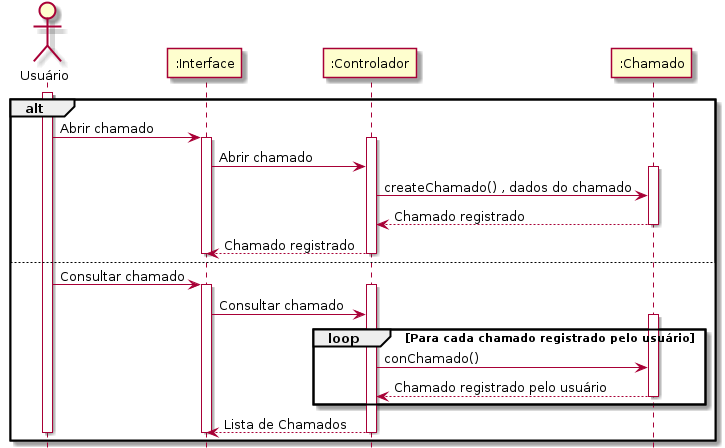 Usuário
:Interface
:Controlador
:Chamado
alt
Abrir chamado
Abrir chamado
createChamado() , dados do chamado
Chamado registrado
Chamado registrado
Consultar chamado
Consultar chamado
loop [Para cada chamado registrado pelo usuário]
conChamado()
Chamado registrado pelo usuário
Lista de Chamados